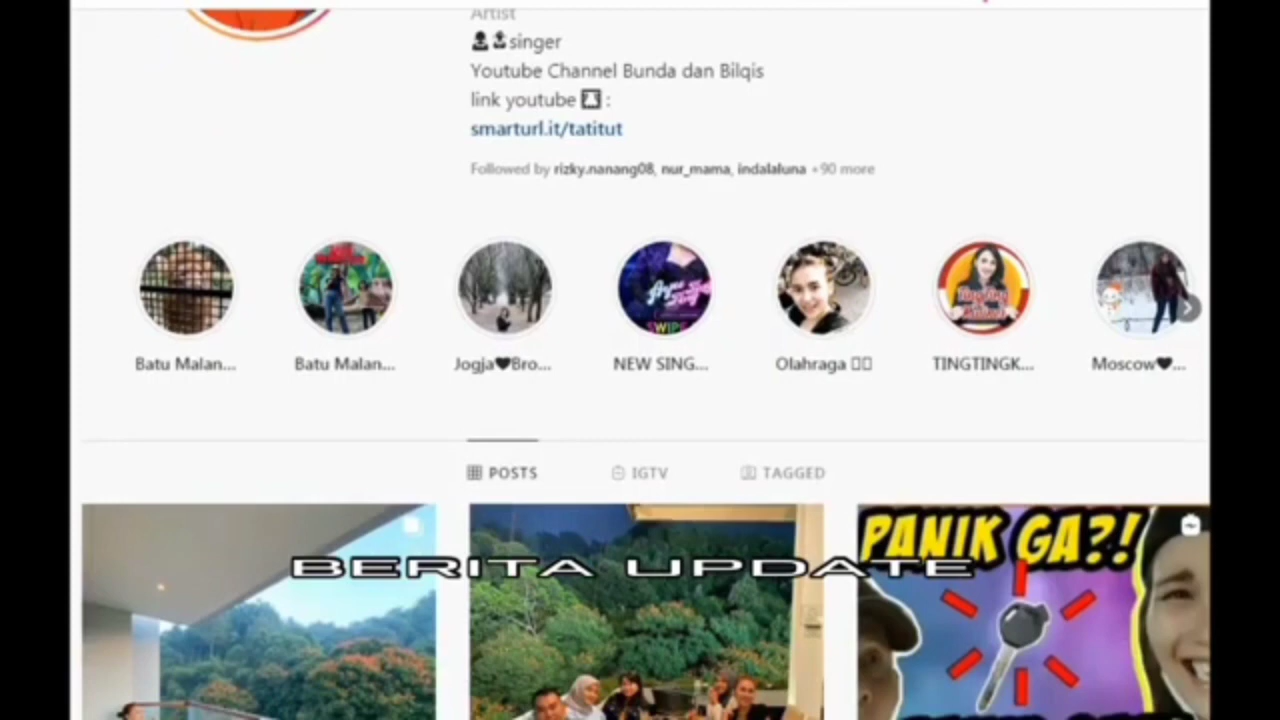 Artist
singer
Youtube Channel Bunda dan Bilqis
link youtube :
smarturl.it/tatitut
Followed by rizky.nanang08, nur_mama, indalaluna +90 more
SWIPE
Batu Malan... Batu Malan... Jogja🖤Bro... NEW SING... Olahraga TINGTINGK... Moscow🖤...
POSTS IGTV TAGGED
PANIK GA?!
BERITA UPDATE